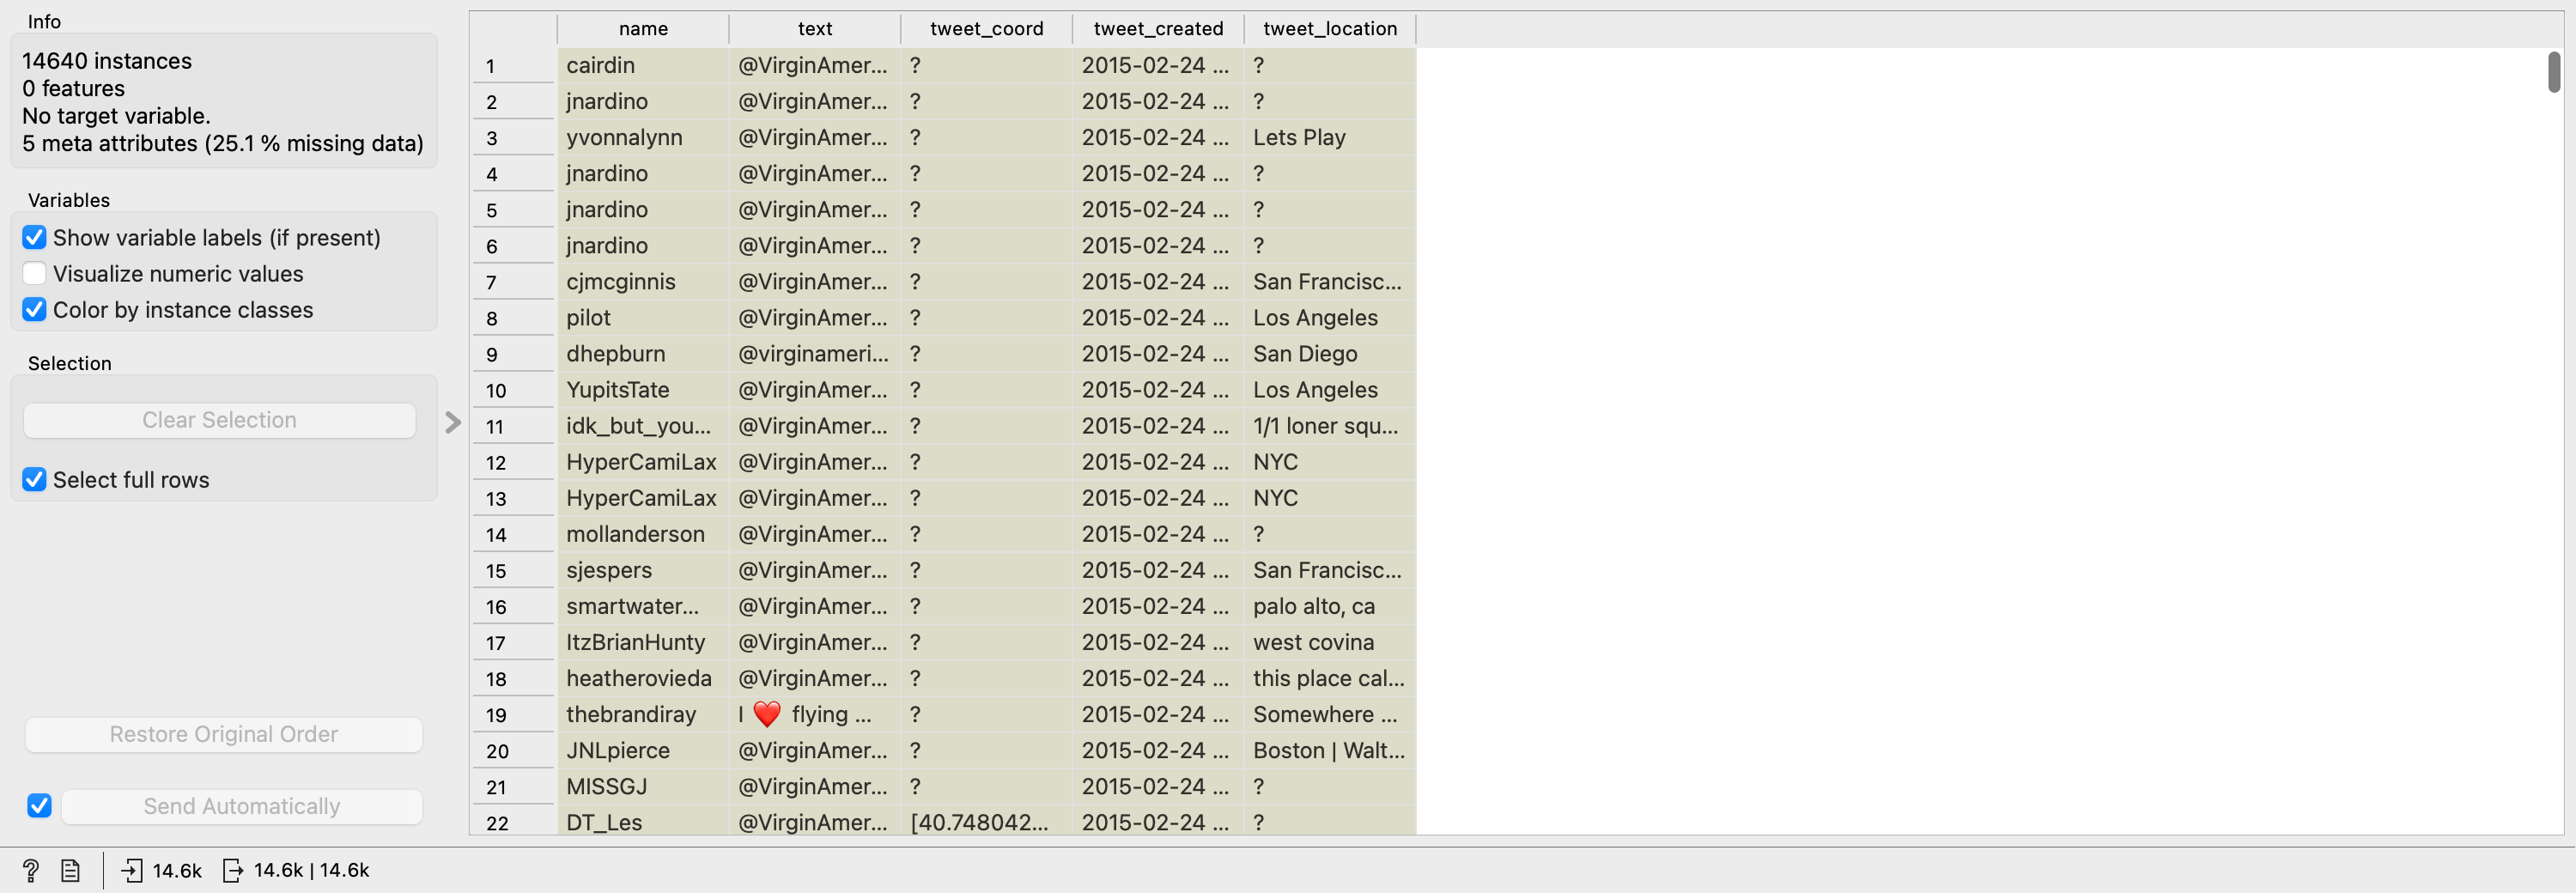 Info
14640 instances
0 features
No target variable.
5 meta attributes (25.1 % missing data)
Variables
Show variable labels (if present)
Visualize numeric values
Color by instance classes
Selection
Clear Selection
Select full rows
Restore Original Order
Send Automatically
name text tweet_coord tweet_created tweet_location
1 cairdin @VirginAmer... ? 2015-02-24 ... ?
2 jnardino @VirginAmer... ? 2015-02-24 ... ?
3 yvonnalynn @VirginAmer... ? 2015-02-24 ... Lets Play
4 jnardino @VirginAmer... ? 2015-02-24 ... ?
5 jnardino @VirginAmer... ? 2015-02-24 ... ?
6 jnardino @VirginAmer... ? 2015-02-24 ... ?
7 cjmcginnis @VirginAmer... ? 2015-02-24 ... San Francisc...
8 pilot @VirginAmer... ? 2015-02-24 ... Los Angeles
9 dhepburn @virginameri... ? 2015-02-24 ... San Diego
10 YupitsTate @VirginAmer... ? 2015-02-24 ... Los Angeles
11 idk_but_you... @VirginAmer... ? 2015-02-24 ... 1/1 loner squ...
12 HyperCamiLax @VirginAmer... ? 2015-02-24 ... NYC
13 HyperCamiLax @VirginAmer... ? 2015-02-24 ... NYC
14 mollanderson @VirginAmer... ? 2015-02-24 ... ?
15 sjespers @VirginAmer... ? 2015-02-24 ... San Francisc...
16 smartwater... @VirginAmer... ? 2015-02-24 ... palo alto, ca
17 ItzBrianHunty @VirginAmer... ? 2015-02-24 ... west covina
18 heatherovieda @VirginAmer... ? 2015-02-24 ... this place cal...
19 thebrandiray I ❤️ flying ... ? 2015-02-24 ... Somewhere ...
20 JNLpierce @VirginAmer... ? 2015-02-24 ... Boston | Walt...
21 MISSGJ @VirginAmer... ? 2015-02-24 ... ?
22 DT_Les @VirginAmer... [40.748042... 2015-02-24 ... ?
? 14.6k 14.6k | 14.6k